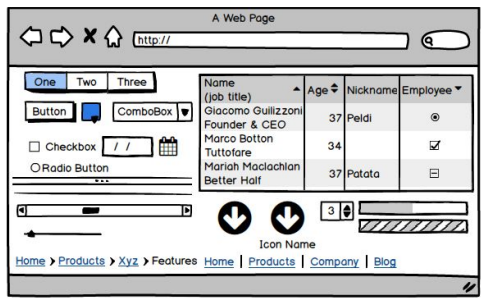 A Web Page
http://
One Two Three
Button ComboBox
Checkbox / /
Radio Button
Name
(job title) Age Nickname Employee
Giacomo Guilizzoni
Founder & CEO 37 Peldi
Marco Botton
Tuttofare 34
Mariah Maclachlan
Better Half 37 Patata
3
Icon Name
Home > Products > Xyz > Features Home | Products | Company | Blog